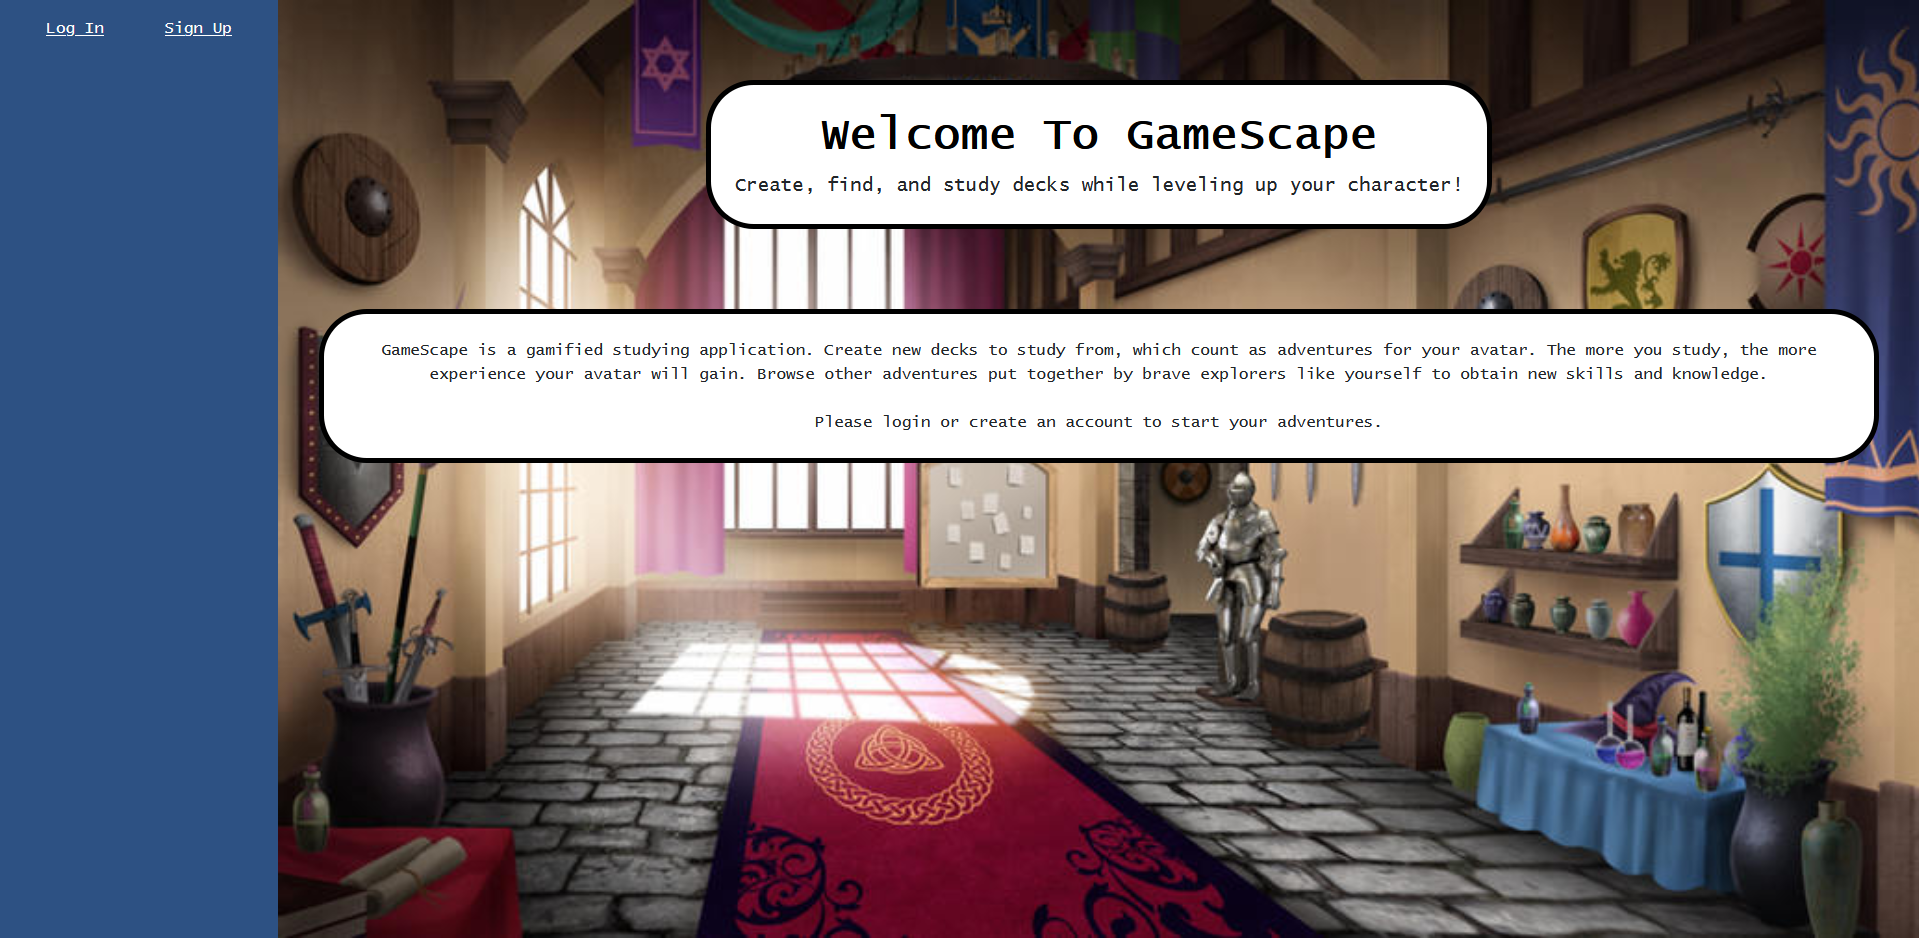 Log In Sign Up
Welcome To GameScape
Create, find, and study decks while leveling up your character!
GameScape is a gamified studying application. Create new decks to study from, which count as adventures for your avatar. The more you study, the more
experience your avatar will gain. Browse other adventures put together by brave explorers like yourself to obtain new skills and knowledge.
Please login or create an account to start your adventures.